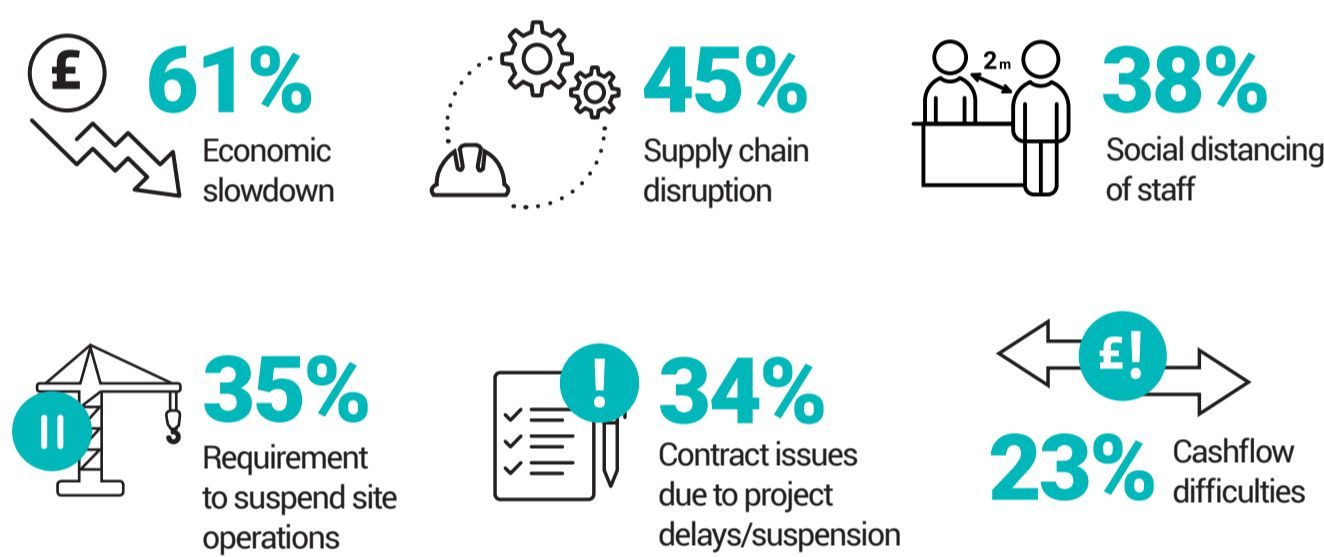 £
61%
Economic
slowdown
45%
Supply chain
disruption
2m
38%
Social distancing
of staff
35%
Requirement
to suspend site
operations
!
34%
Contract issues
due to project
delays/suspension
£!
23%
Cashflow
difficulties